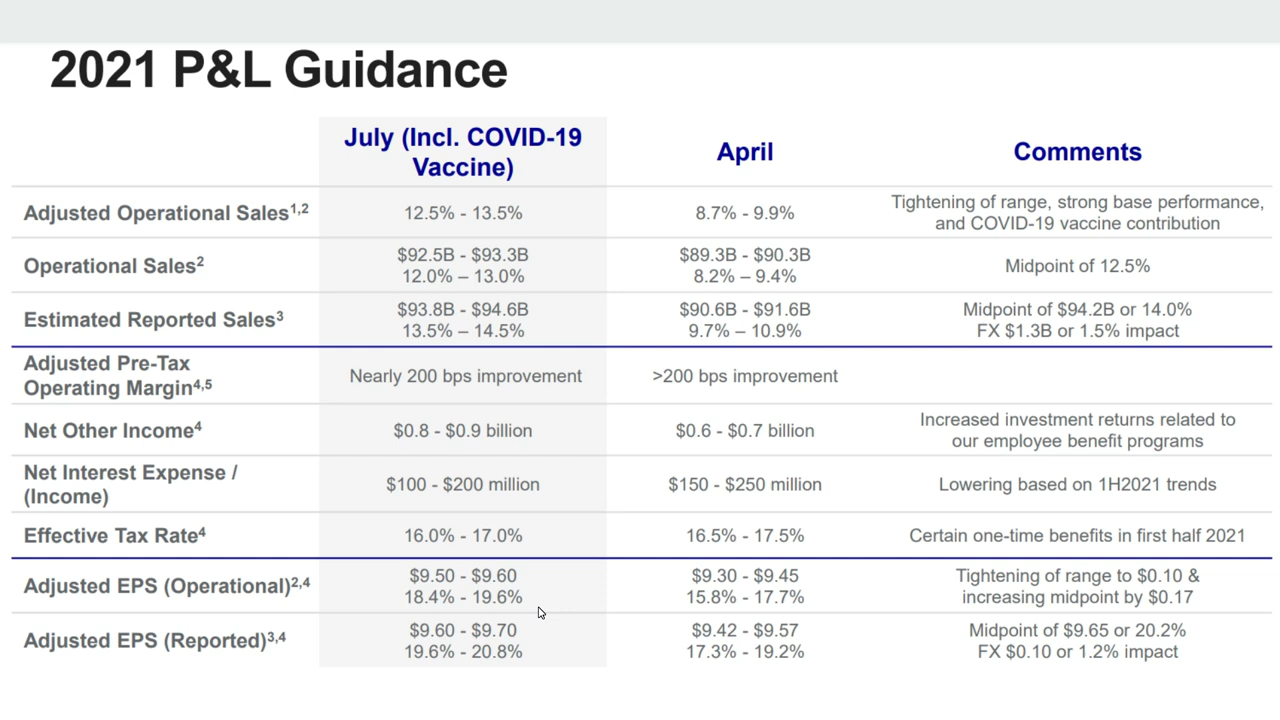 2021 P&L Guidance
July (Incl. COVID-19
Vaccine)
April
Comments
Adjusted Operational Sales1,2
12.5% - 13.5%
8.7% - 9.9%
Tightening of range, strong base performance,
and COVID-19 vaccine contribution
Operational Sales2
$92.5B - $93.3B
12.0% – 13.0%
$89.3B - $90.3B
8.2% – 9.4%
Midpoint of 12.5%
Estimated Reported Sales3
$93.8B - $94.6B
13.5% – 14.5%
$90.6B - $91.6B
9.7% – 10.9%
Midpoint of $94.2B or 14.0%
FX $1.3B or 1.5% impact
Adjusted Pre-Tax
Operating Margin4,5
Nearly 200 bps improvement
>200 bps improvement
Net Other Income4
$0.8 - $0.9 billion
$0.6 - $0.7 billion
Increased investment returns related to
our employee benefit programs
Net Interest Expense /
(Income)
$100 - $200 million
$150 - $250 million
Lowering based on 1H2021 trends
Effective Tax Rate4
16.0% - 17.0%
16.5% - 17.5%
Certain one-time benefits in first half 2021
Adjusted EPS (Operational)2,4
$9.50 - $9.60
18.4% - 19.6%
$9.30 - $9.45
15.8% - 17.7%
Tightening of range to $0.10 &
increasing midpoint by $0.17
Adjusted EPS (Reported)3,4
$9.60 - $9.70
19.6% - 20.8%
$9.42 - $9.57
17.3% - 19.2%
Midpoint of $9.65 or 20.2%
FX $0.10 or 1.2% impact